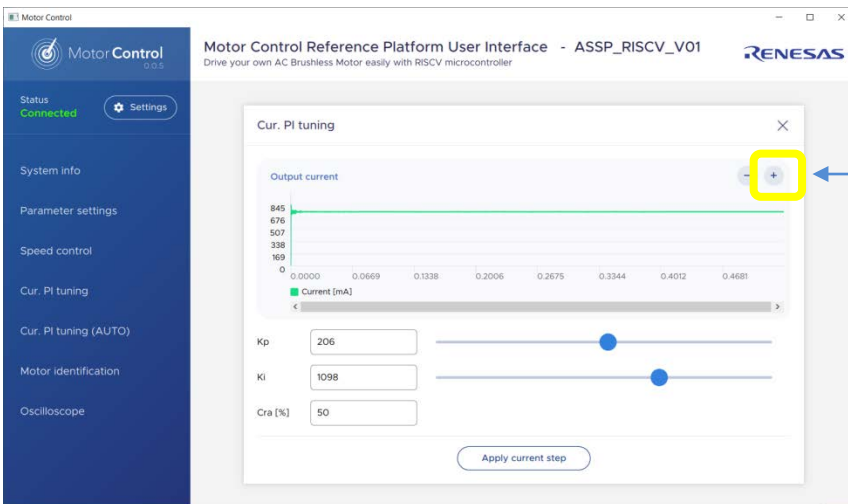 Motor Control
MotorControl
0.0.5
Motor Control Reference Platform User Interface - ASSP_RISCV_V01
Drive your own AC Brushless Motor easily with RISCV microcontroller
RENESAS
Status
Connected
Settings
System info
Parameter settings
Speed control
Cur. PI tuning
Cur. PI tuning (AUTO)
Motor identification
Oscilloscope
Cur. PI tuning
Output current
- +
845
676
507
338
169
0
0.0000 0.0669 0.1338 0.2006 0.2675 0.3344 0.4012 0.4681
Current [mA]
Kp 206
Ki 1098
Cra [%] 50
Apply current step